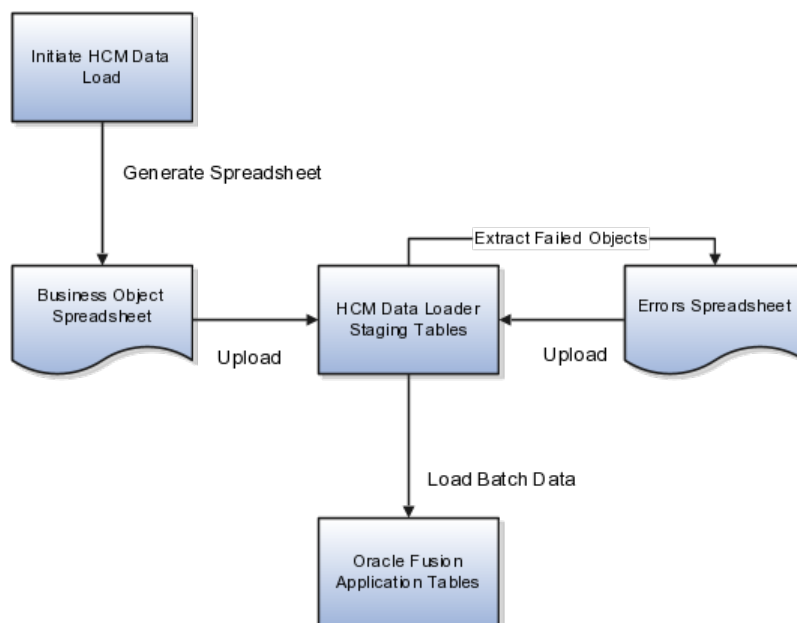 Initiate HCM Data
Load
Generate Spreadsheet
Extract Failed Objects
Business Object
Spreadsheet
HCM Data Loader
Staging Tables
Errors Spreadsheet
Upload
Upload
Load Batch Data
Oracle Fusion
Application Tables